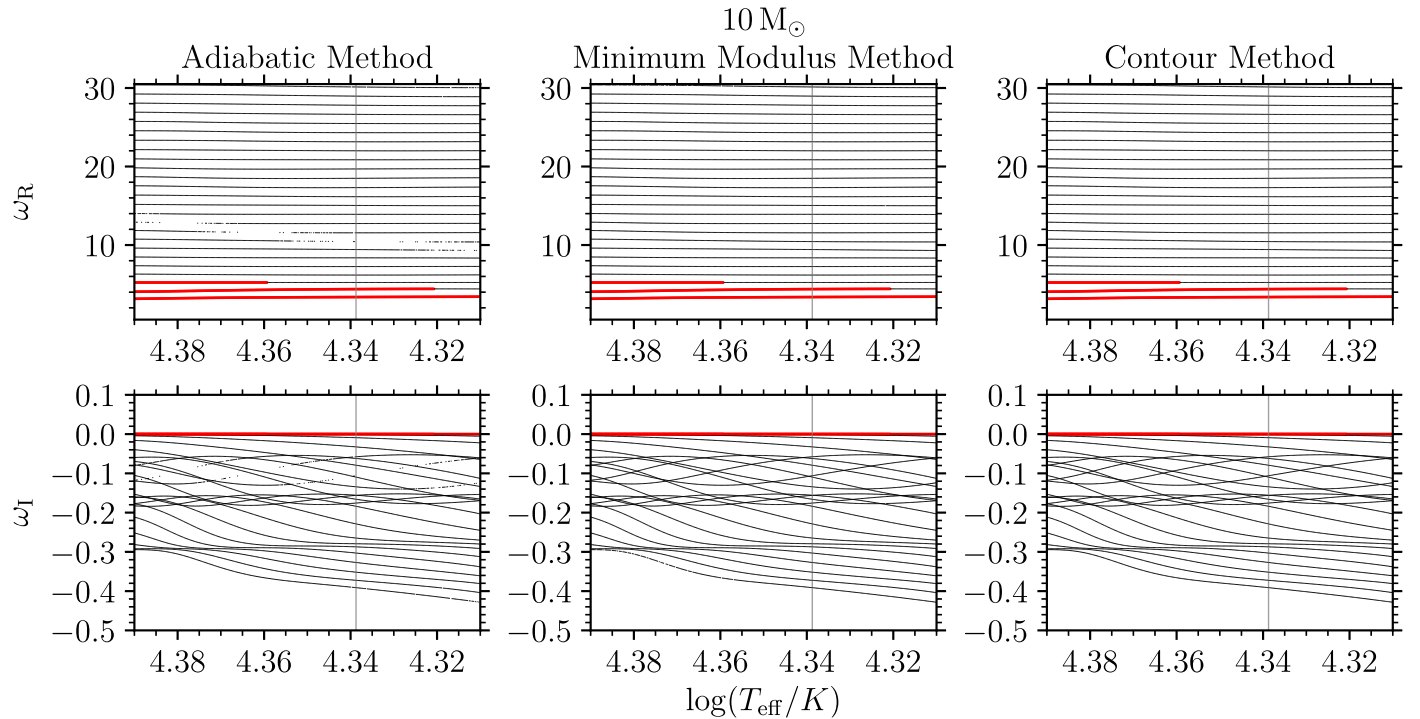 10 M⊙
Adiabatic Method Minimum Modulus Method Contour Method
30 30 30
20 20 20
10 10 10
ωR
4.38 4.36 4.34 4.32 4.38 4.36 4.34 4.32 4.38 4.36 4.34 4.32
0.1 0.1 0.1
0.0 0.0 0.0
−0.1 −0.1 −0.1
−0.2 −0.2 −0.2
−0.3 −0.3 −0.3
−0.4 −0.4 −0.4
−0.5 −0.5 −0.5
ωI
4.38 4.36 4.34 4.32 4.38 4.36 4.34 4.32 4.38 4.36 4.34 4.32
log(Teff/K)